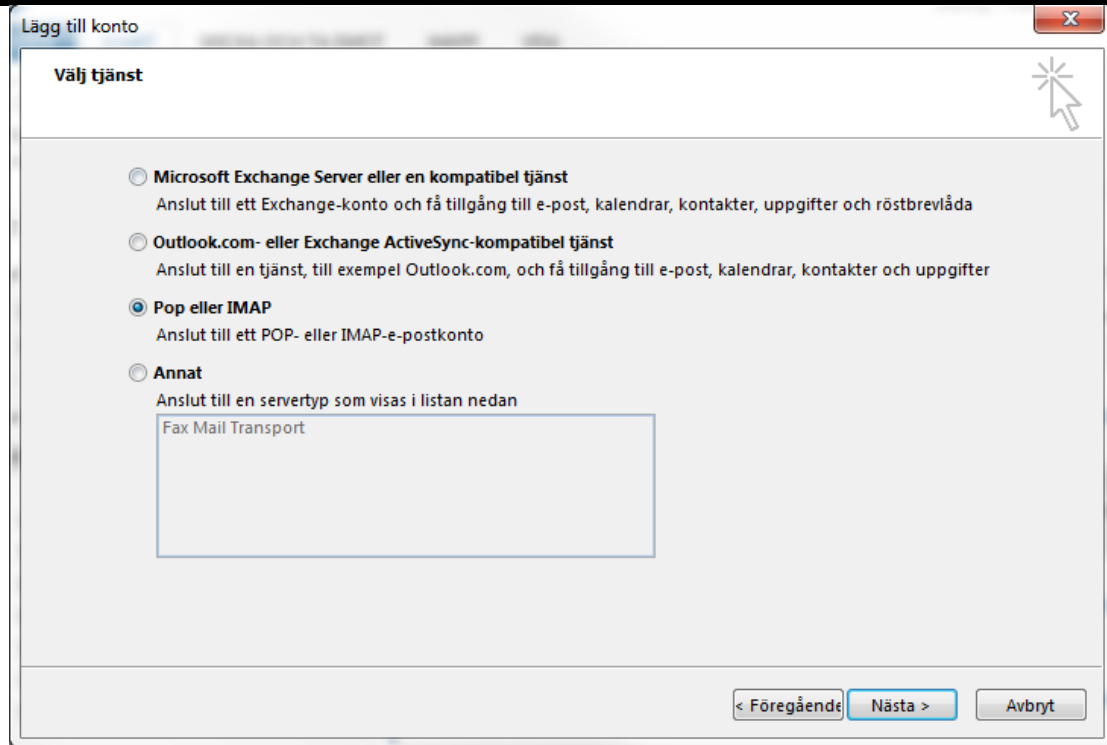 Lägg till konto
Välj tjänst
Microsoft Exchange Server eller en kompatibel tjänst
Anslut till ett Exchange-konto och få tillgång till e-post, kalendrar, kontakter, uppgifter och röstbrevlåda
Outlook.com- eller Exchange ActiveSync-kompatibel tjänst
Anslut till en tjänst, till exempel Outlook.com, och få tillgång till e-post, kalendrar, kontakter och uppgifter
Pop eller IMAP
Anslut till ett POP- eller IMAP-e-postkonto
Annat
Anslut till en servertyp som visas i listan nedan
Fax Mail Transport
< Föregående Nästa > Avbryt